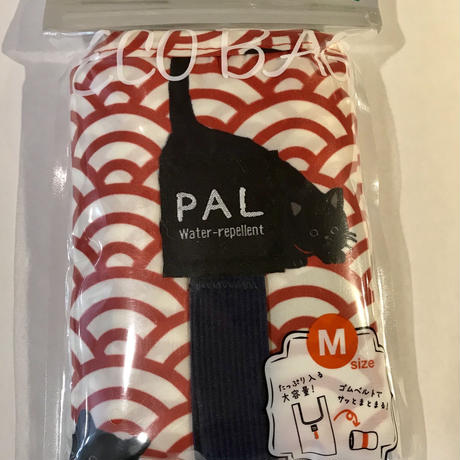 ECO BAG
PAL
Water-repellent
M
size
たっぷり入る
大容量！
ゴムベルトで
サッとまとまる！